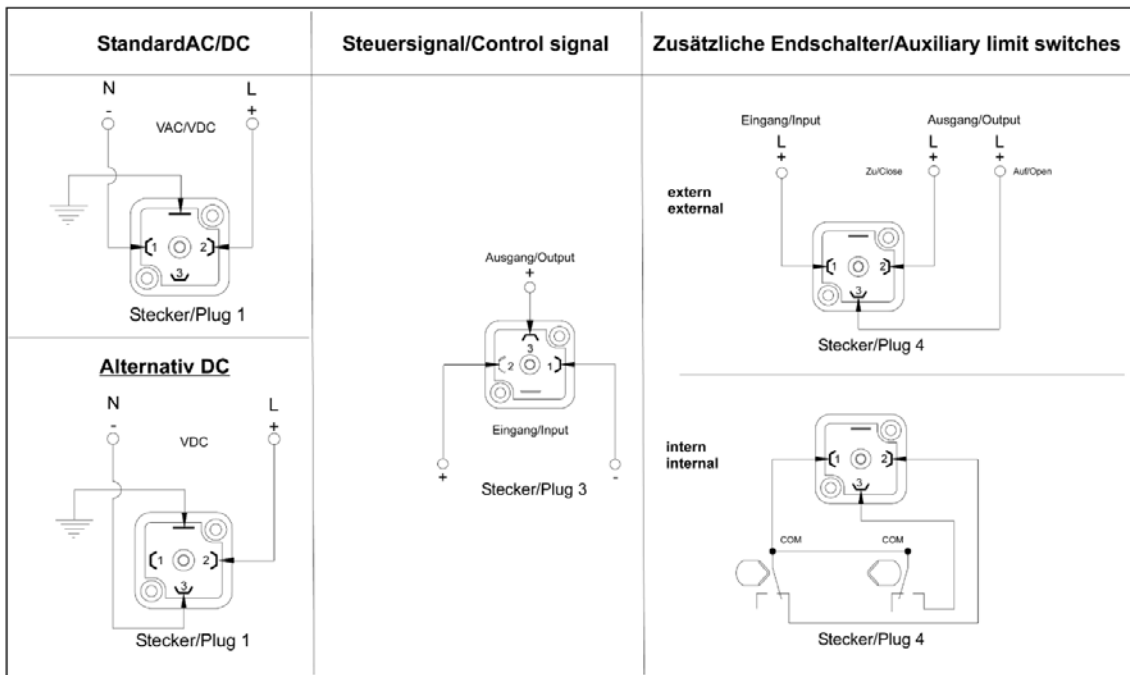 StandardAC/DC
N
-
L
+
VAC/VDC
1
2
3
Stecker/Plug 1
Alternativ DC
N
-
L
+
VDC
1
2
3
Stecker/Plug 1
Steuersignal/Control signal
Ausgang/Output
+
3
2
1
Eingang/Input
+
-
Stecker/Plug 3
Zusätzliche Endschalter/Auxiliary limit switches
Eingang/Input
Ausgang/Output
L
+
L
+
L
+
Zu/Close
Auf/Open
extern
external
1
2
3
Stecker/Plug 4
intern
internal
1
2
3
COM
COM
Stecker/Plug 4